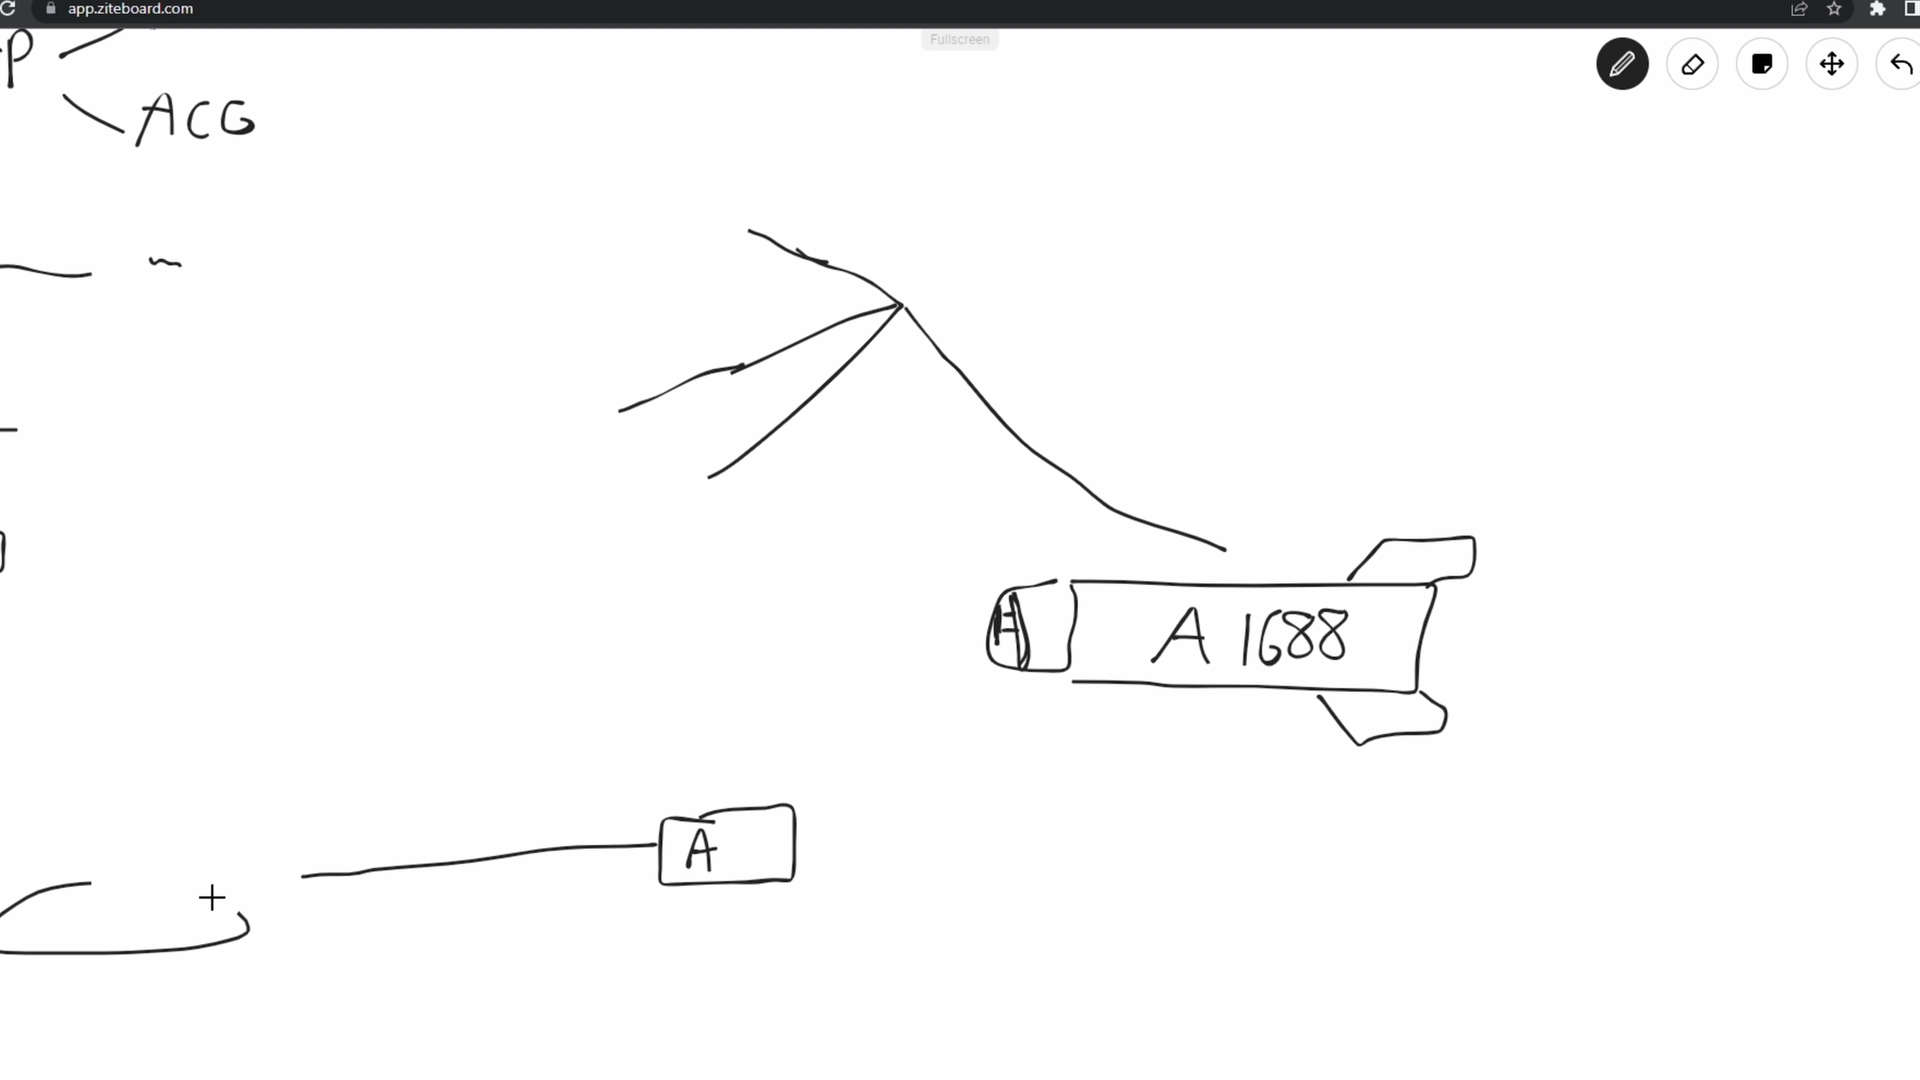 app.ziteboard.com
Fullscreen
P
ACG
A 1688
A